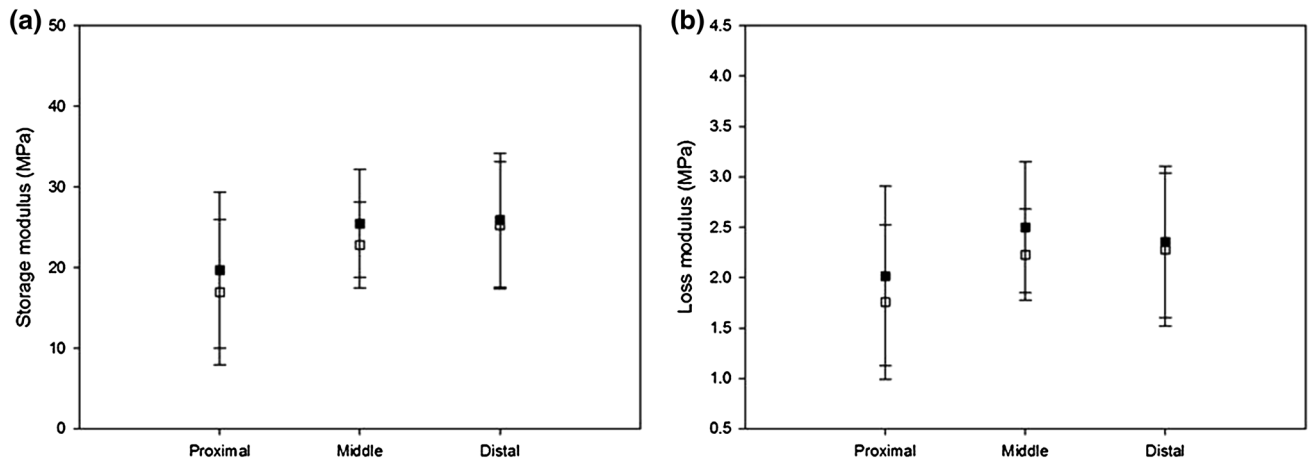 (a)
50
40
30
20
10
0
Storage modulus (MPa)
Proximal Middle Distal
(b)
4.5
4.0
3.5
3.0
2.5
2.0
1.5
1.0
0.5
Loss modulus (MPa)
Proximal Middle Distal